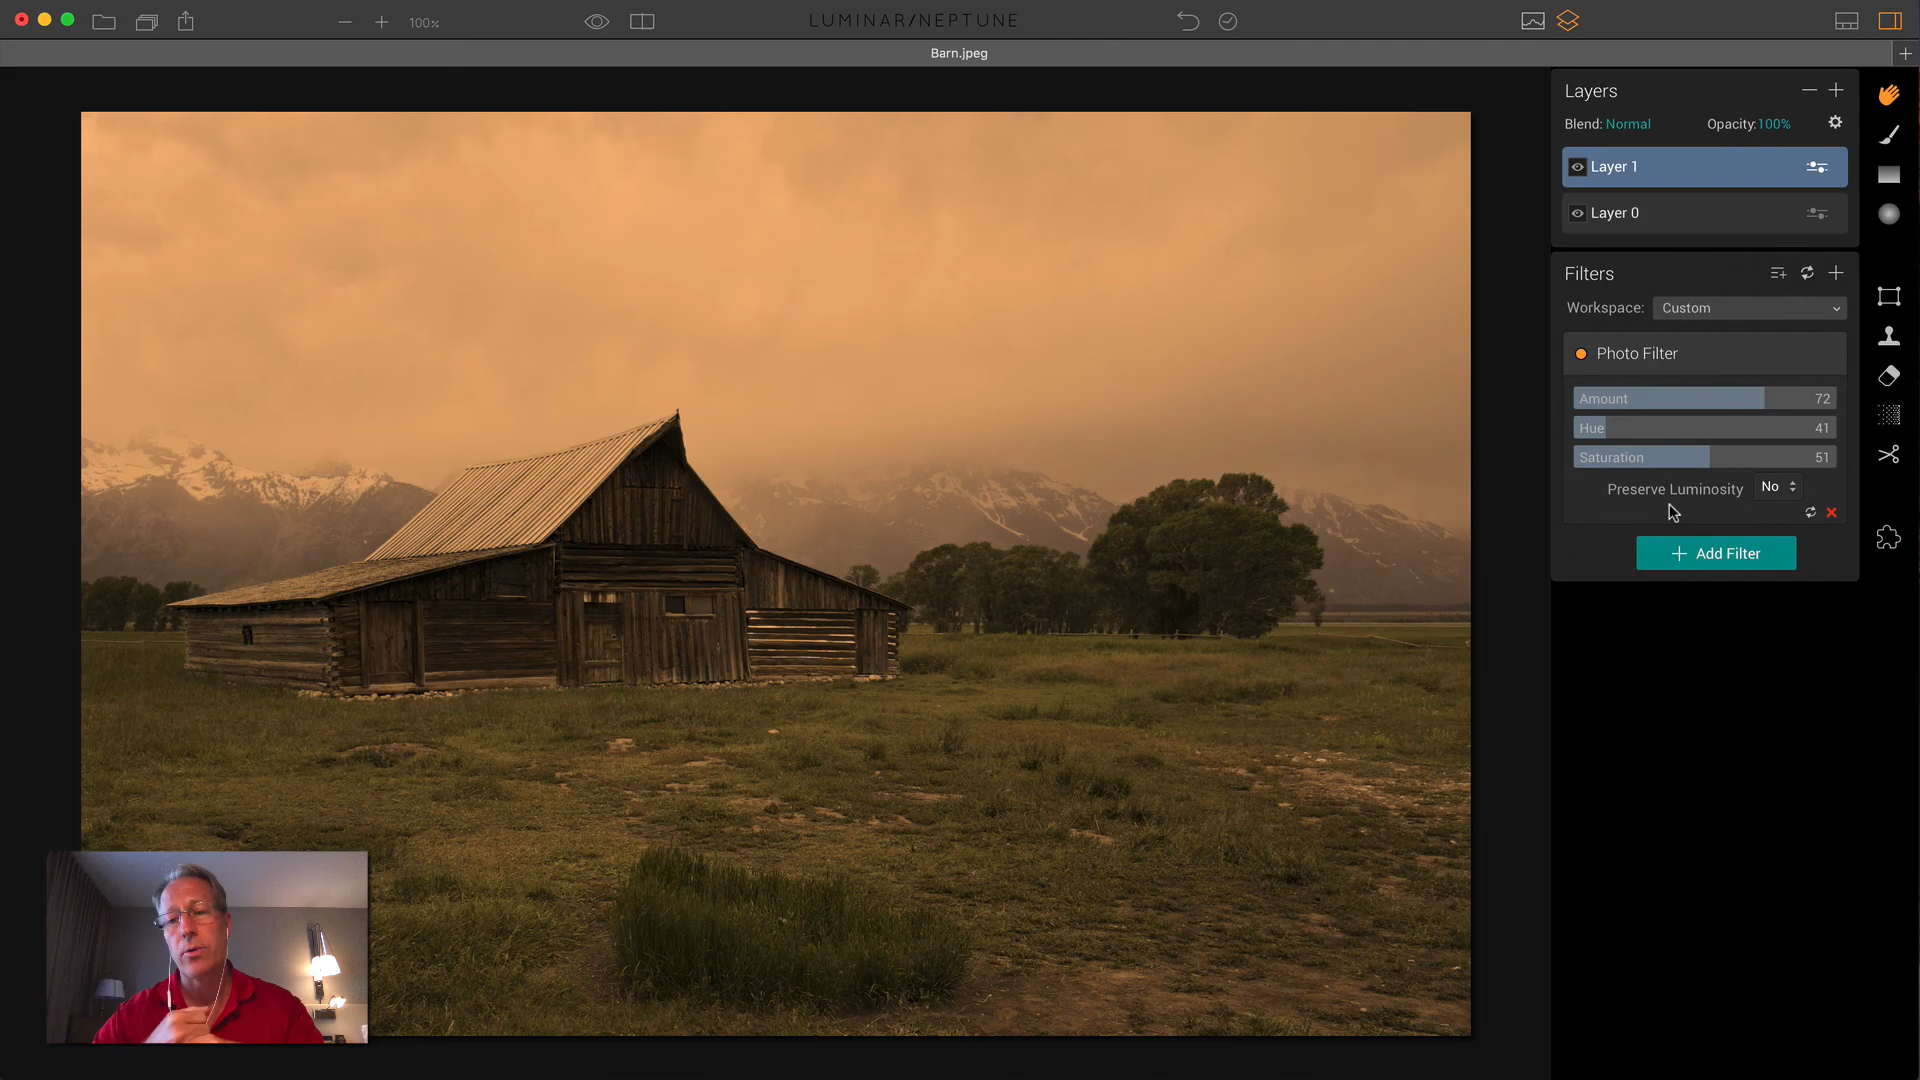 100%
LUMINAR/NEPTUNE
Barn.jpeg
Layers
Blend: Normal
Opacity:100%
Layer 1
Layer 0
Filters
Workspace: Custom
Photo Filter
Amount 72
Hue 41
Saturation 51
Preserve Luminosity No
Add Filter